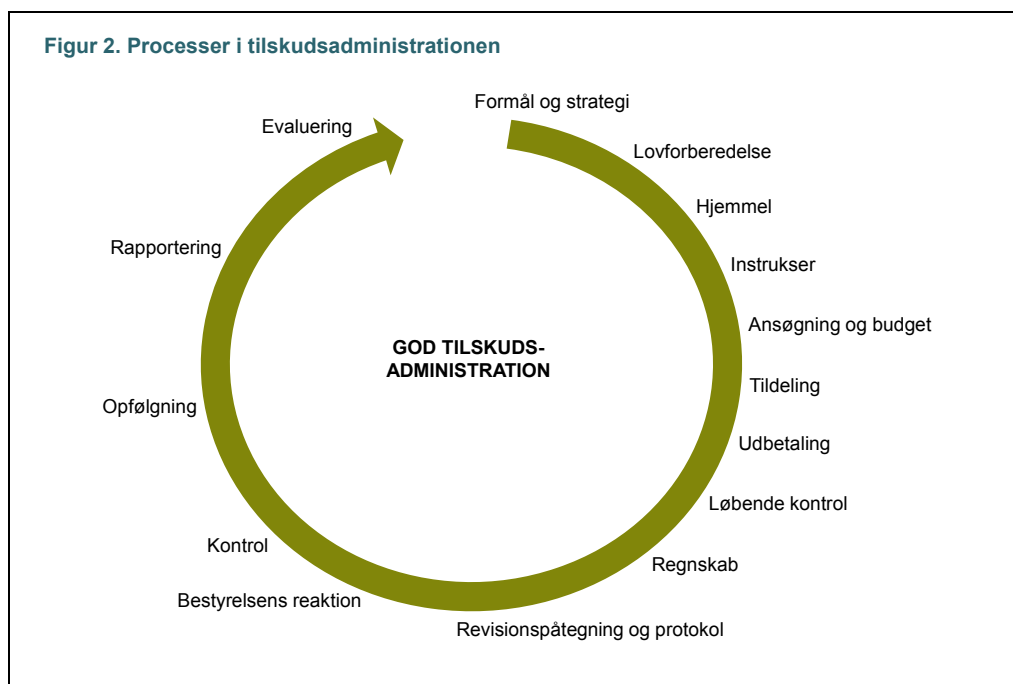 Figur 2. Processer i tilskudsadministrationen
Formål og strategi
Lovforberedelse
Hjemmel
Instrukser
Ansøgning og budget
Tildeling
Udbetaling
Løbende kontrol
Regnskab
Revisionspåtegning og protokol
Bestyrelsens reaktion
Kontrol
Opfølgning
Rapportering
Evaluering
GOD TILSKUDS-
ADMINISTRATION